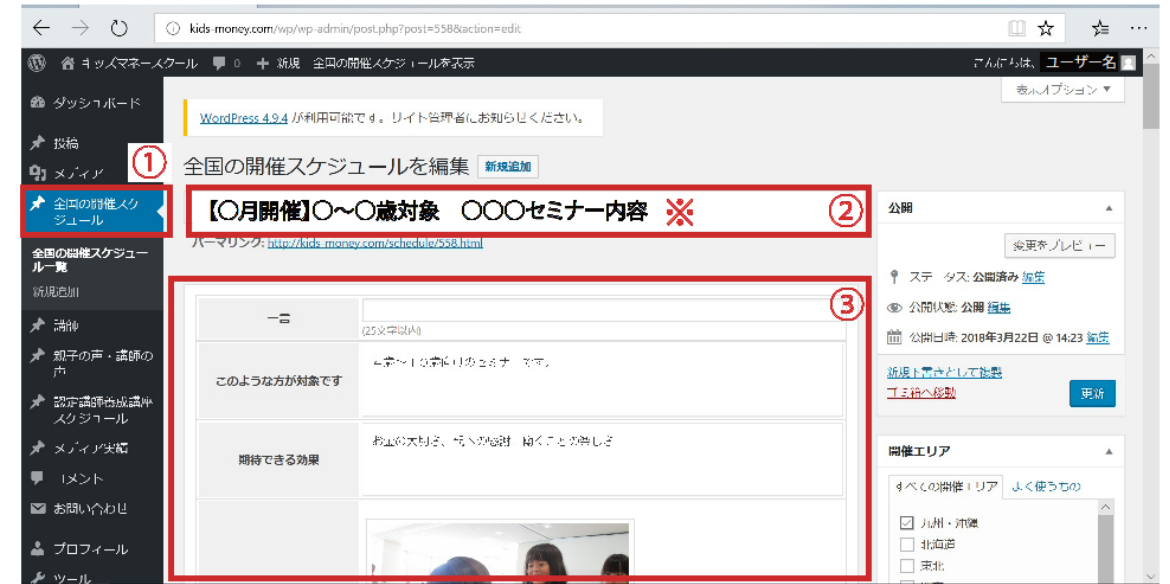 kids-money.com/wp/wp-admin/post.php?post=558&action=edit
キッズマネースクール 0 新規 全国の開催スケジュールを表示
こんにちは、ユーザー名
表示オプション ▼
WordPress 4.9.4 が利用可能です。サイト管理者にお知らせください。
全国の開催スケジュールを編集 新規追加
ダッシュボード
投稿
メディア
①
全国の開催スケ
ジュール
全国の開催スケジュー
ル一覧
新規追加
講師
親子の声・講師の
声
認定講師養成講座
スケジュール
メディア実績
コメント
お問い合わせ
プロフィール
ツール
【〇月開催】〇～〇歳対象 〇〇〇セミナー内容 ※ ②
パーマリンク: http://kids-money.com/schedule/558.html
③
一言
(25文字以内)
このような方が対象です
期待できる効果
公開 ▲
変更をプレビュー
ステータス: 公開済み 編集
公開状態: 公開 編集
公開日時: 2018年3月22日 @ 14:23 編集
新規下書きとして複製
ゴミ箱へ移動 更新
開催エリア ▲
すべての開催エリア よく使うもの
九州・沖縄
北海道
東北